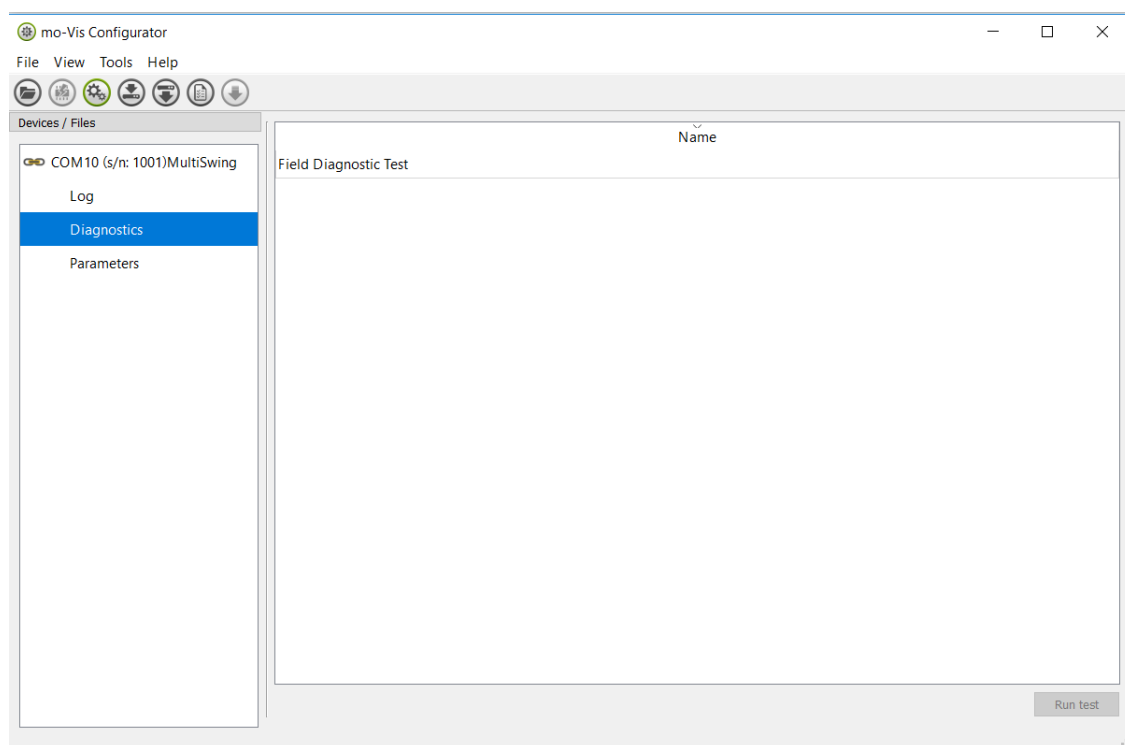 mo-Vis Configurator
File View Tools Help
Devices / Files
COM10 (s/n: 1001)MultiSwing
Log
Diagnostics
Parameters
Name
Field Diagnostic Test
Run test